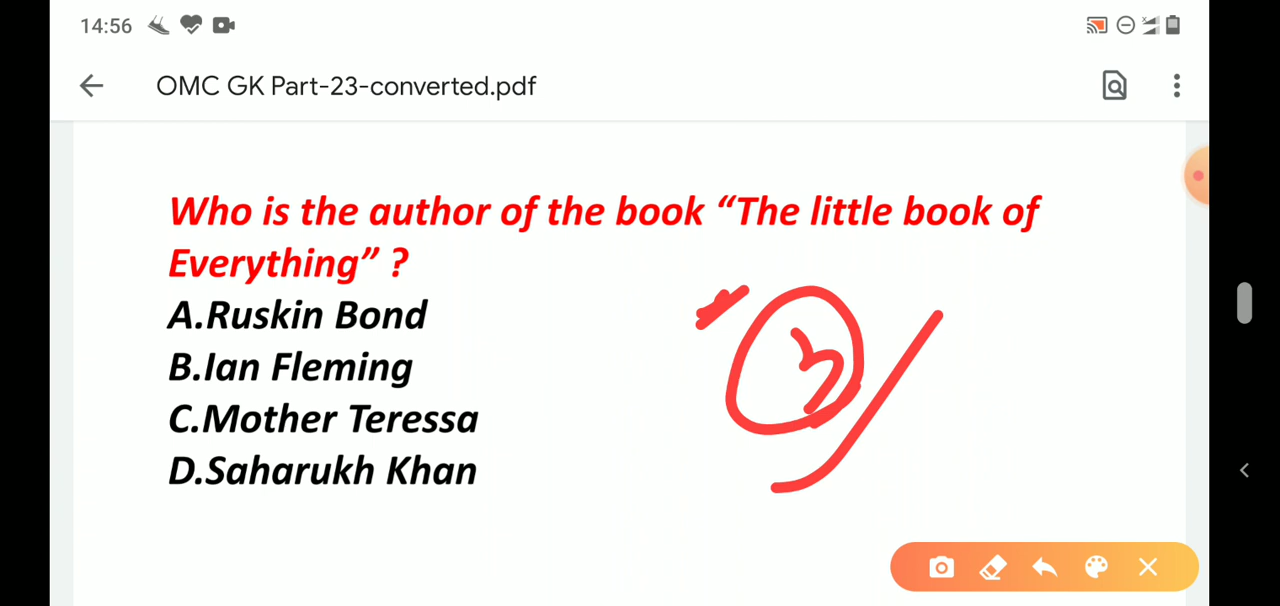 14:56
OMC GK Part-23-converted.pdf
Who is the author of the book “The little book of
Everything” ?
A.Ruskin Bond
B.Ian Fleming
C.Mother Teressa
D.Saharukh Khan